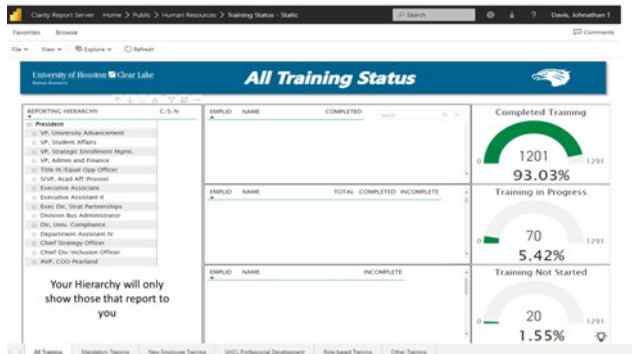 Clarity Report Server Home > Public > Human Resources > Training Status - Static
Search
? Davis, Johnathan T
Favorites Browse
Comments
File View Explore Refresh
University of Houston Clear Lake
Human Resources
All Training Status
REPORTING HIERARCHY C/S/N
President
VP, University Advancement
VP, Student Affairs
VP, Strategic Enrollment Mgmt.
VP, Admin and Finance
Title IX/Equal Opp Officer
Sr/VP, Acad Aff/Provost
Executive Associate
Executive Assistant II
Exec Dir, Strat Partnerships
Division Bus Administrator
Dir, Univ. Compliance
Department Assistant IV
Chief Strategy Officer
Chief Div/Inclusion Officer
AVP, COO Pearland
Your Hierarchy will only
show those that report to
you
EMPLID NAME COMPLETED
Search
EMPLID NAME TOTAL COMPLETED INCOMPLETE
EMPLID NAME INCOMPLETE
Completed Training
1201
0 1291
93.03%
Training in Progress
70
0 1291
5.42%
Training Not Started
20
0 1291
1.55%
All Training Mandatory Training New Employee Training UHCL Professional Development Role-based Training Other Training